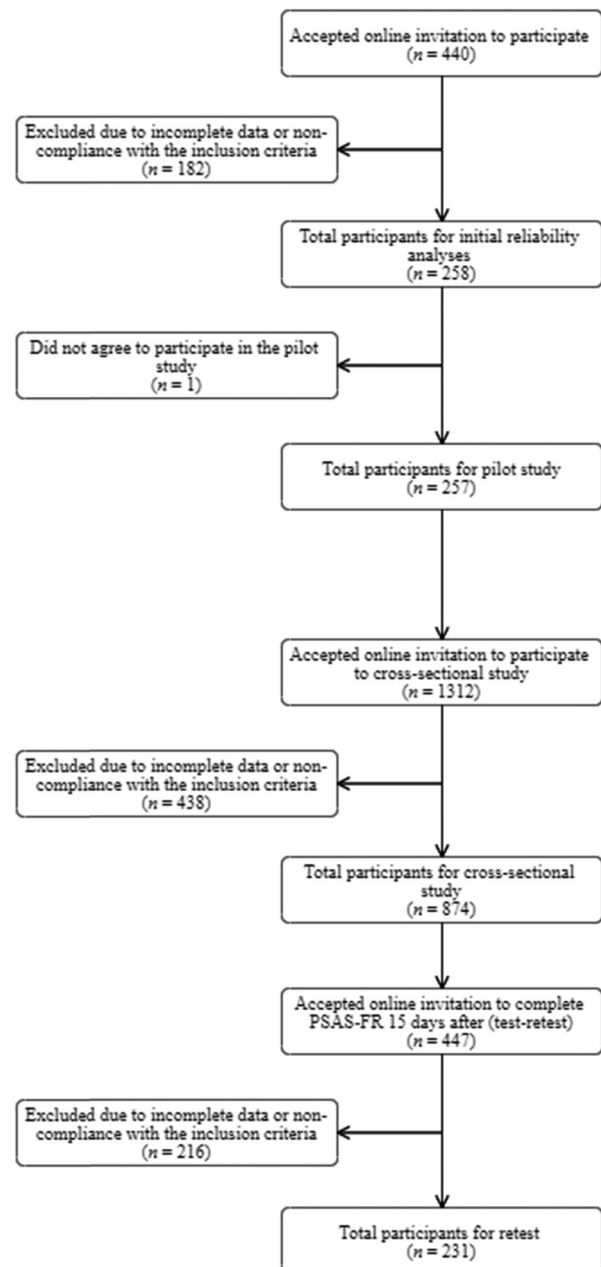 Accepted online invitation to participate
(n = 440)
Excluded due to incomplete data or non-
compliance with the inclusion criteria
(n = 182)
Total participants for initial reliability
analyses
(n = 258)
Did not agree to participate in the pilot
study
(n = 1)
Total participants for pilot study
(n = 257)
Accepted online invitation to participate
to cross-sectional study
(n = 1312)
Excluded due to incomplete data or non-
compliance with the inclusion criteria
(n = 438)
Total participants for cross-sectional
study
(n = 874)
Accepted online invitation to complete
PSAS-FR 15 days after (test-retest)
(n = 447)
Excluded due to incomplete data or non-
compliance with the inclusion criteria
(n = 216)
Total participants for retest
(n = 231)